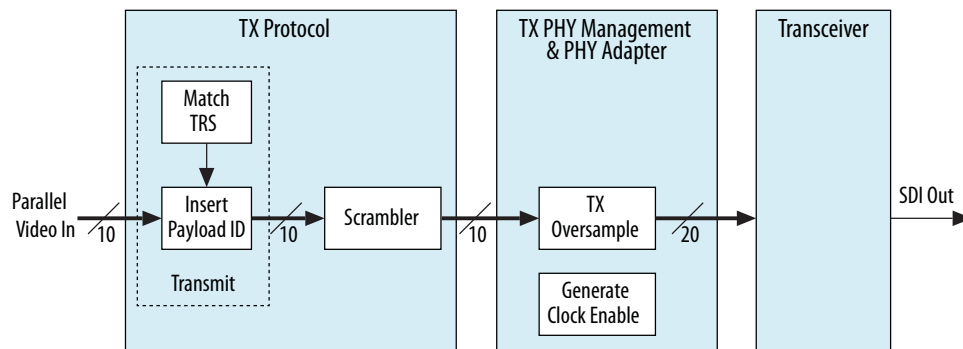 TX Protocol
TX PHY Management
& PHY Adapter
Transceiver
Match
TRS
Parallel
Video In
10
Insert
Payload ID
10
Scrambler
10
TX
Oversample
20
SDI Out
Transmit
Generate
Clock Enable